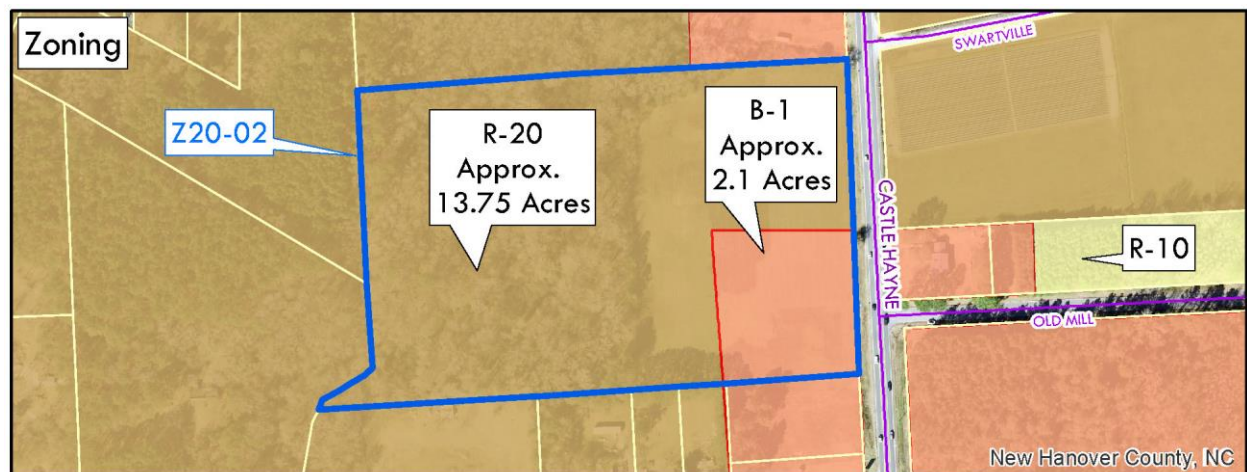 Zoning
SWARTVILLE
Z20-02
R-20
Approx.
13.75 Acres
B-1
Approx.
2.1 Acres
CASTLE HAYNE
R-10
OLD MILL
New Hanover County, NC